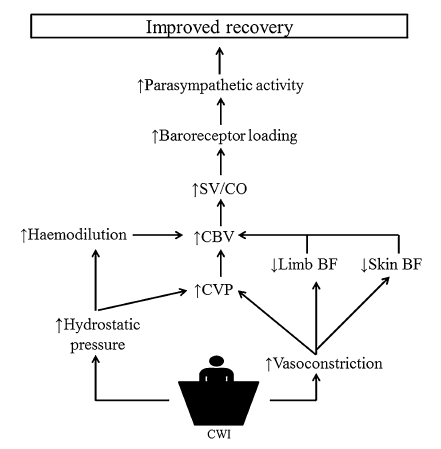 Improved recovery
↑Parasympathetic activity
↑Baroreceptor loading
↑SV/CO
↑Haemodilution
↑CBV
↓Limb BF
↓Skin BF
↑CVP
↑Hydrostatic
pressure
↑Vasoconstriction
CWI